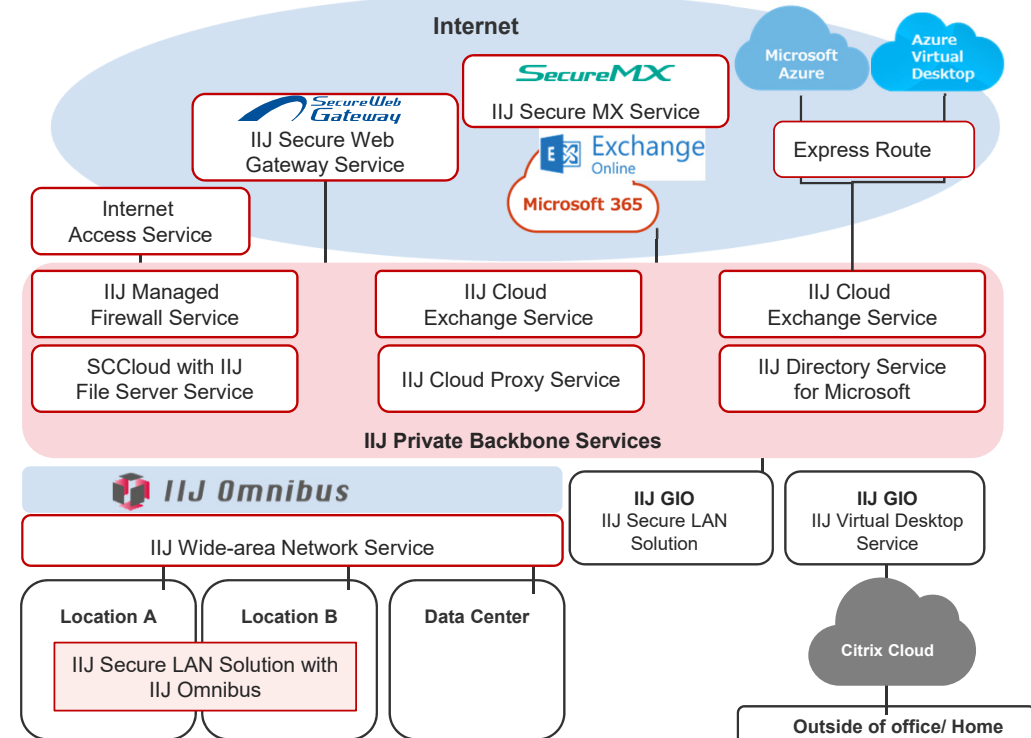 Internet
Microsoft
Azure
Azure
Virtual
Desktop
SecureMX
IIJ Secure MX Service
SecureWeb
Gateway
IIJ Secure Web
Gateway Service
E
Exchange
Online
Microsoft 365
Express Route
Internet
Access Service
IIJ Managed
Firewall Service
IIJ Cloud
Exchange Service
IIJ Cloud
Exchange Service
SCCloud with IIJ
File Server Service
IIJ Cloud Proxy Service
IIJ Directory Service
for Microsoft
IIJ Private Backbone Services
IIJ Omnibus
IIJ Wide-area Network Service
IIJ GIO
IIJ Secure LAN
Solution
IIJ GIO
IIJ Virtual Desktop
Service
Location A
Location B
Data Center
IIJ Secure LAN Solution with
IIJ Omnibus
Citrix Cloud
Outside of office/ Home